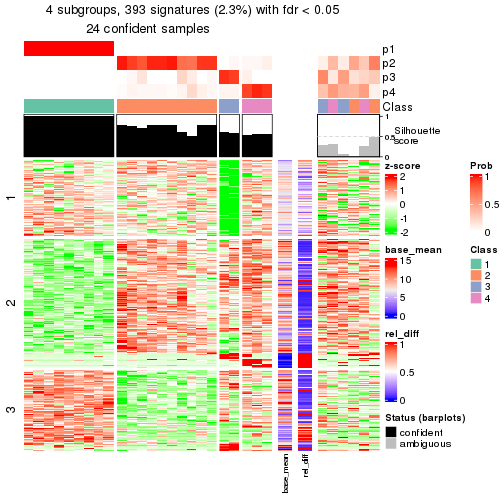 4 subgroups, 393 signatures (2.3%) with fdr < 0.05
24 confident samples
p1
p2
p3
p4
Class
1
0.5
0
Silhouette
score
1
2
3
base_mean
rel_diff
z-score
2
1
0
-1
-2
base_mean
15
10
5
0
rel_diff
1
0.5
0
Status (barplots)
confident
ambiguous
Prob
1
0.5
0
Class
1
2
3
4